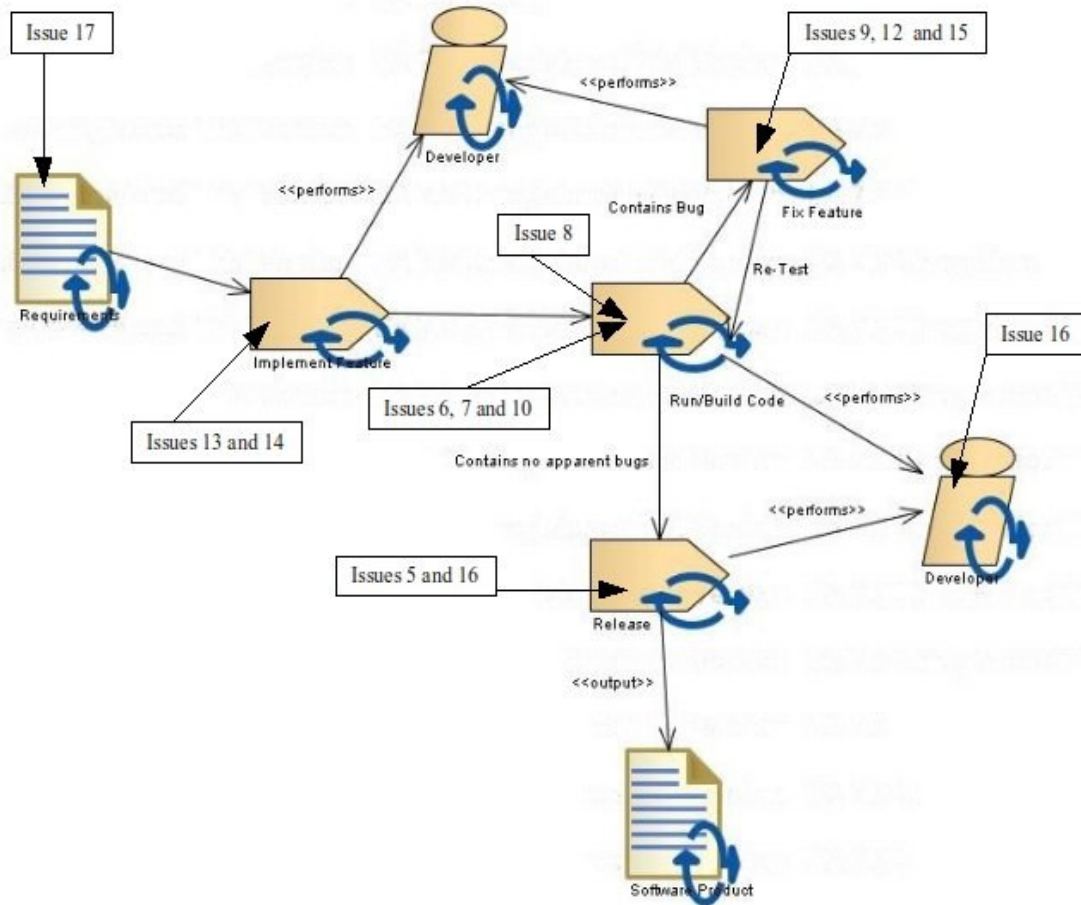 Issue 17
Issues 9, 12 and 15
<<performs>>
Developer
<<performs>>
Contains Bug
Fix Feature
Issue 8
Re-Test
Requirements
Implement Feature
Issue 16
Issues 6, 7 and 10
Run/Build Code
<<performs>>
Issues 13 and 14
Contains no apparent bugs
<<performs>>
Issues 5 and 16
Developer
Release
<<output>>
Software Product